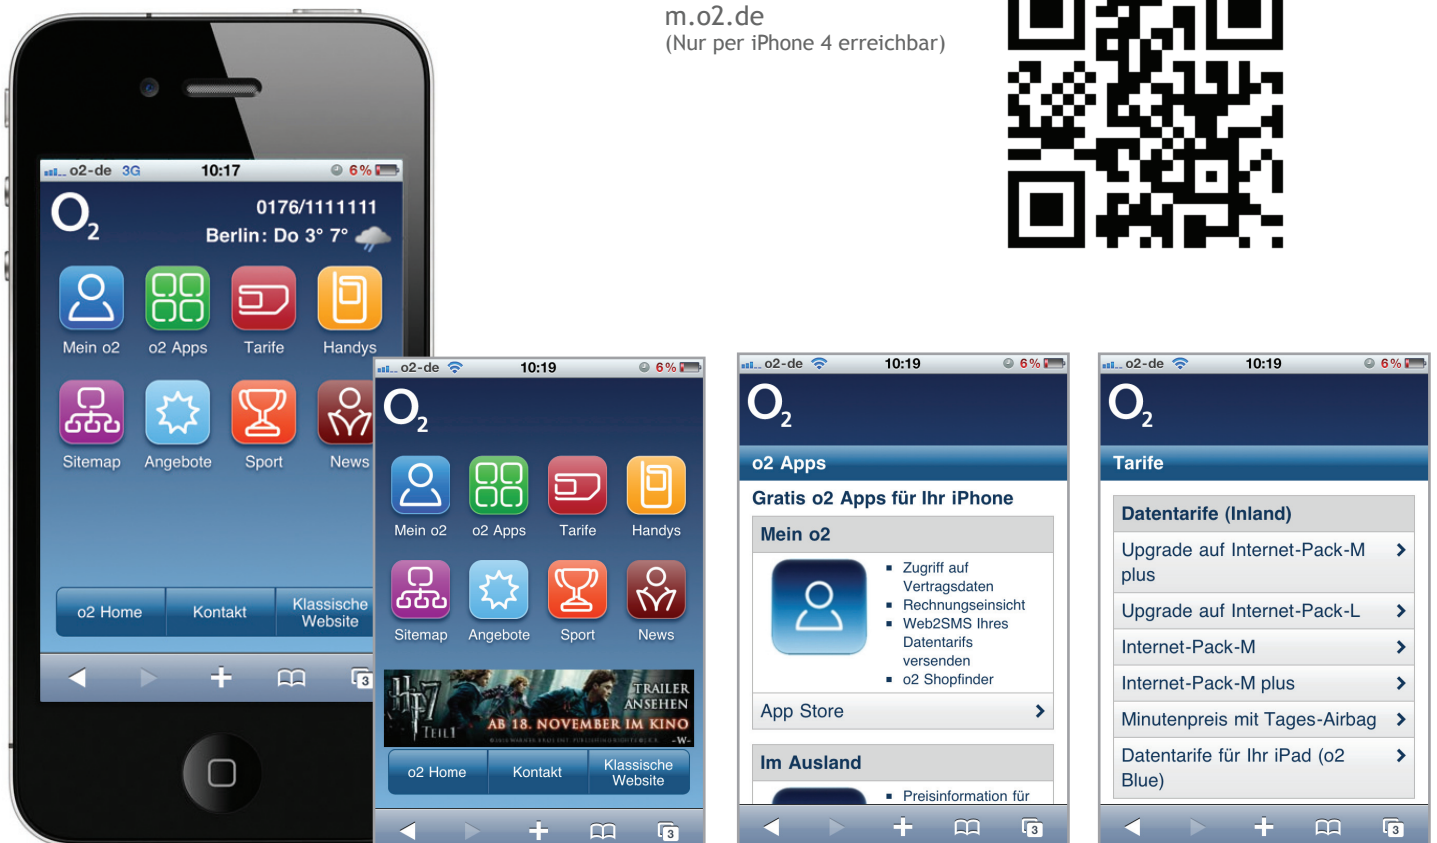 m.o2.de
(Nur per iPhone 4 erreichbar)
o2-de 3G 10:17 6%
O2
0176/1111111
Berlin: Do 3° 7°
Mein o2 o2 Apps Tarife Handys
Sitemap Angebote Sport News
o2 Home Kontakt Klassische
Website
3
o2-de 10:19 6%
O2
Mein o2 o2 Apps Tarife Handys
Sitemap Angebote Sport News
HP7
TEIL 1
TRAILER
ANSEHEN
AB 18. NOVEMBER IM KINO
o2 Home Kontakt Klassische
Website
3
o2-de 10:19 6%
O2
o2 Apps
Gratis o2 Apps für Ihr iPhone
Mein o2
Zugriff auf
Vertragsdaten
Rechnungseinsicht
Web2SMS Ihres
Datentarifs
versenden
o2 Shopfinder
App Store
Im Ausland
Preisinformation für
3
o2-de 10:19 6%
O2
Tarife
Datentarife (Inland)
Upgrade auf Internet-Pack-M
plus
Upgrade auf Internet-Pack-L
Internet-Pack-M
Internet-Pack-M plus
Minutenpreis mit Tages-Airbag
Datentarife für Ihr iPad (o2
Blue)
3